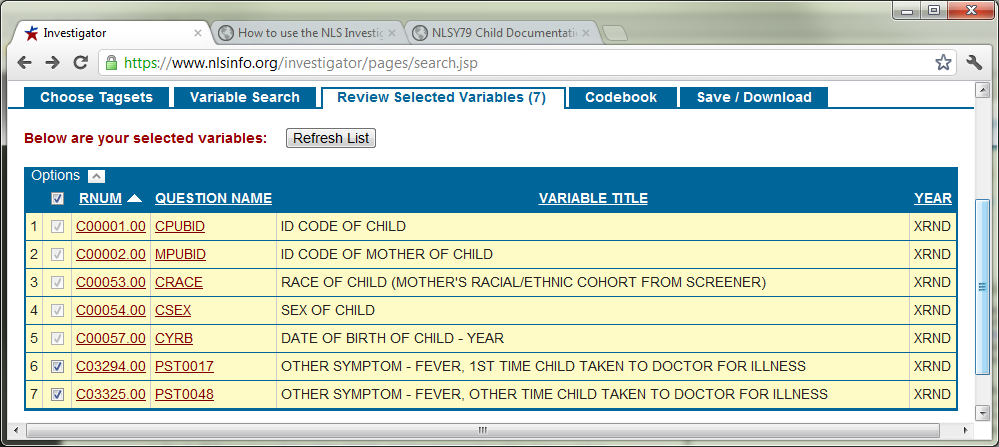 Investigator
How to use the NLS Investig
NLSY79 Child Documentati
https://www.nlsinfo.org/investigator/pages/search.jsp
Choose Tagsets Variable Search Review Selected Variables (7) Codebook Save / Download
Below are your selected variables: Refresh List
Options
RNUM QUESTION NAME VARIABLE TITLE YEAR
1 C00001.00 CPUBID ID CODE OF CHILD XRND
2 C00002.00 MPUBID ID CODE OF MOTHER OF CHILD XRND
3 C00053.00 CRACE RACE OF CHILD (MOTHER'S RACIAL/ETHNIC COHORT FROM SCREENER) XRND
4 C00054.00 CSEX SEX OF CHILD XRND
5 C00057.00 CYRB DATE OF BIRTH OF CHILD - YEAR XRND
6 C03294.00 PST0017 OTHER SYMPTOM - FEVER, 1ST TIME CHILD TAKEN TO DOCTOR FOR ILLNESS XRND
7 C03325.00 PST0048 OTHER SYMPTOM - FEVER, OTHER TIME CHILD TAKEN TO DOCTOR FOR ILLNESS XRND